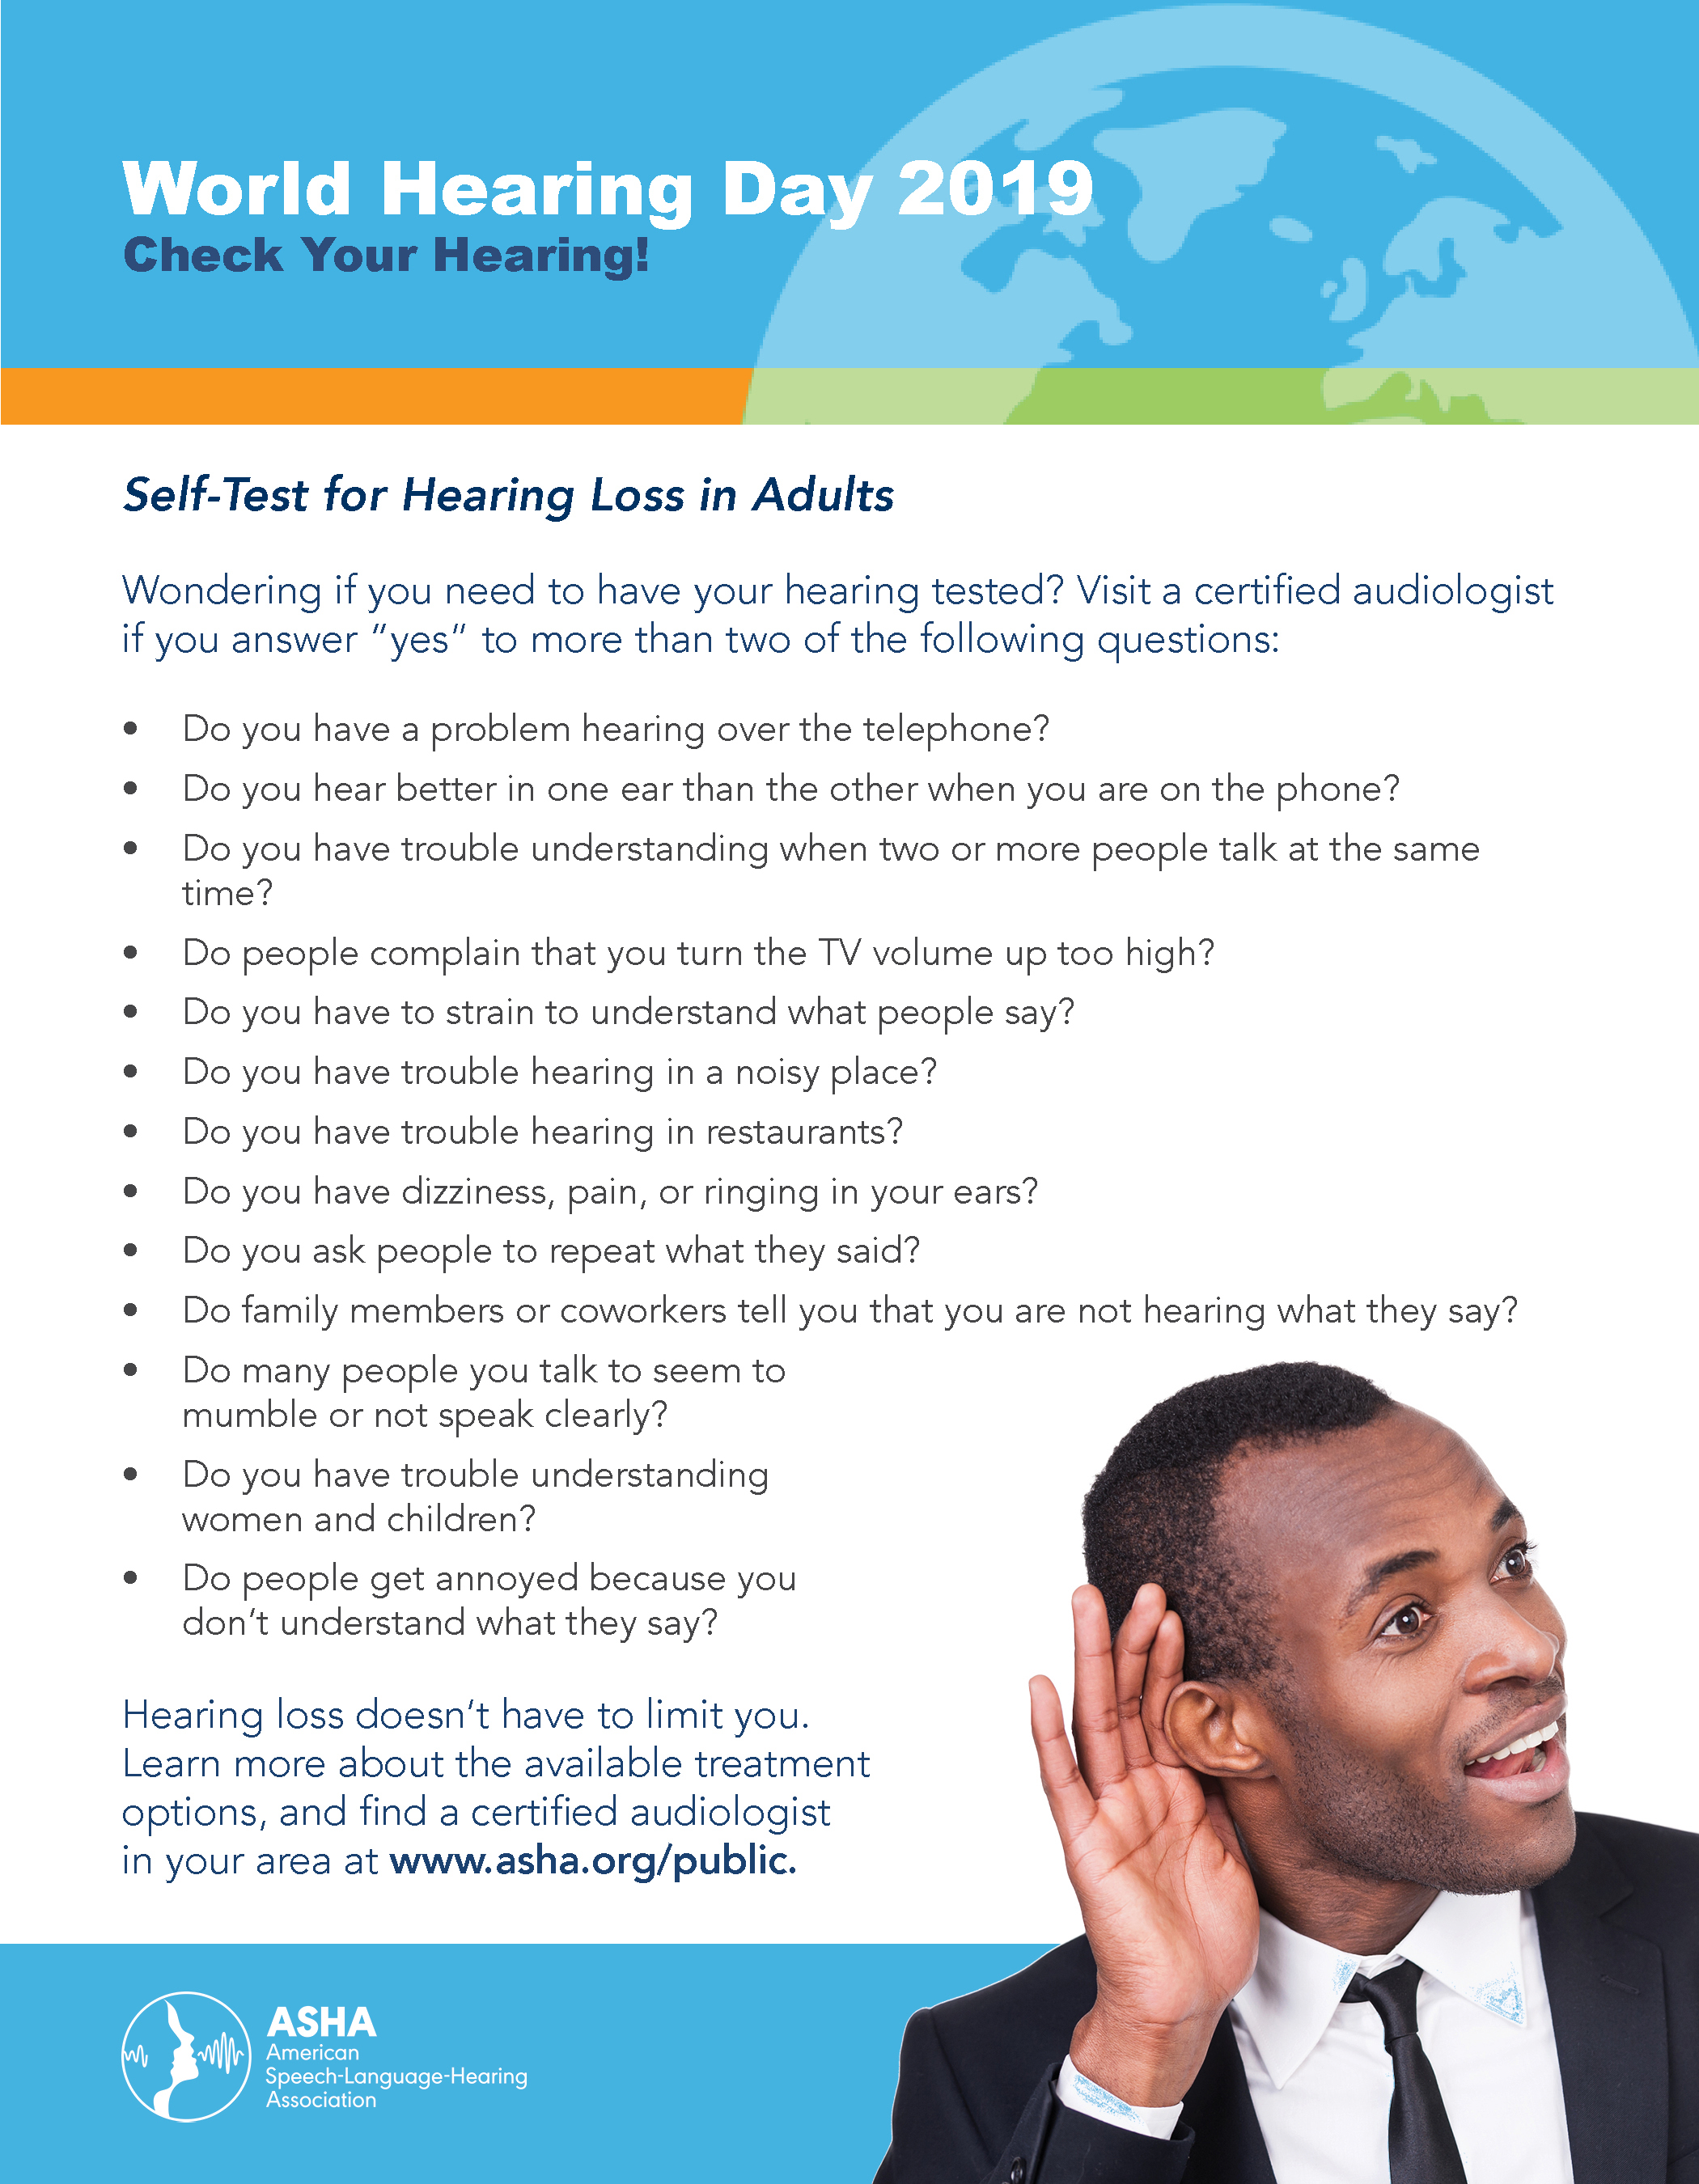 World Hearing Day 2019
Check Your Hearing!
Self-Test for Hearing Loss in Adults
Wondering if you need to have your hearing tested? Visit a certified audiologist
if you answer "yes" to more than two of the following questions:
• Do you have a problem hearing over the telephone?
• Do you hear better in one ear than the other when you are on the phone?
• Do you have trouble understanding when two or more people talk at the same
time?
• Do people complain that you turn the TV volume up too high?
• Do you have to strain to understand what people say?
• Do you have trouble hearing in a noisy place?
• Do you have trouble hearing in restaurants?
• Do you have dizziness, pain, or ringing in your ears?
• Do you ask people to repeat what they said?
• Do family members or coworkers tell you that you are not hearing what they say?
• Do many people you talk to seem to
mumble or not speak clearly?
• Do you have trouble understanding
women and children?
• Do people get annoyed because you
don't understand what they say?
Hearing loss doesn't have to limit you.
Learn more about the available treatment
options, and find a certified audiologist
in your area at www.asha.org/public.
ASHA
American
Speech-Language-Hearing
Association